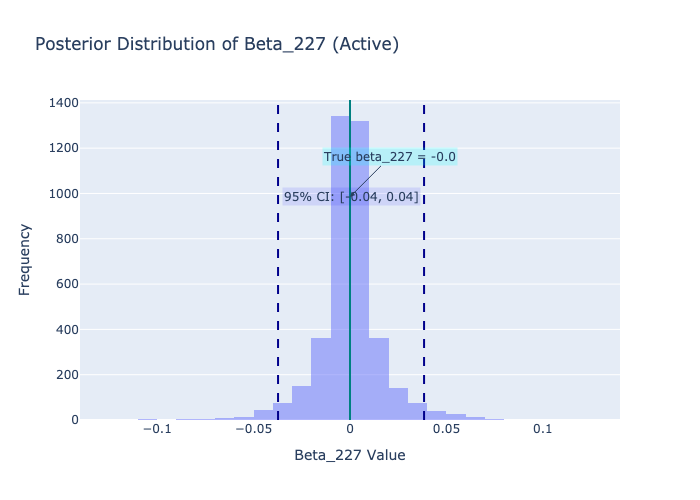 Posterior Distribution of Beta_227 (Active)
1400
1200
1000
800
600
400
200
0
Frequency
True beta_227 = -0.0
95% CI: [-0.04, 0.04]
−0.1
−0.05
0
0.05
0.1
Beta_227 Value